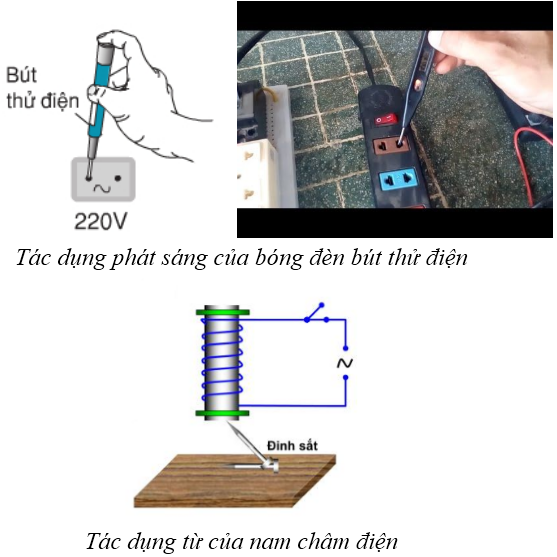 Bút
thử điện
220V
Tác dụng phát sáng của bóng đèn bút thử điện
Đinh sắt
Tác dụng từ của nam châm điện